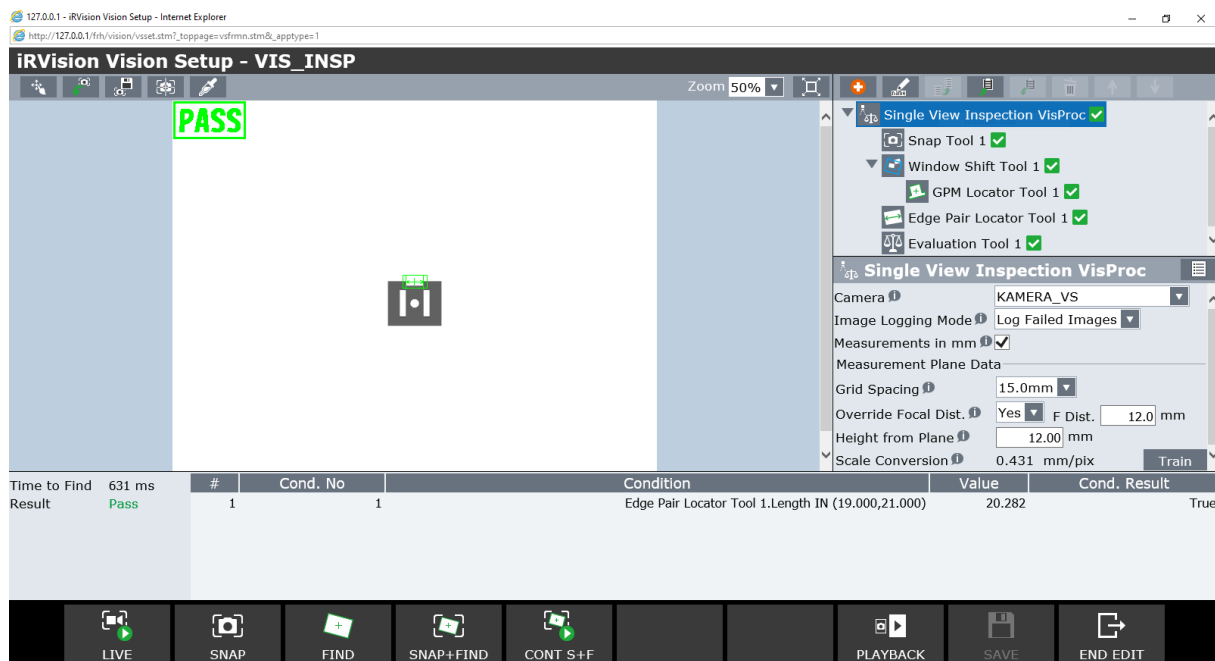 127.0.0.1 - iRVision Vision Setup - Internet Explorer
http://127.0.0.1/frh/vision/vsset.stm?_toppage=vsfrmn.stm&_apptype=1
iRVision Vision Setup - VIS_INSP
Zoom 50%
PASS
Single View Inspection VisProc
Snap Tool 1
Window Shift Tool 1
GPM Locator Tool 1
Edge Pair Locator Tool 1
Evaluation Tool 1
Single View Inspection VisProc
Camera KAMERA_VS
Image Logging Mode Log Failed Images
Measurements in mm
Measurement Plane Data
Grid Spacing 15.0mm
Override Focal Dist. Yes F Dist. 12.0 mm
Height from Plane 12.00 mm
Scale Conversion 0.431 mm/pix Train
Time to Find 631 ms
Result Pass
# Cond. No Condition Value Cond. Result
1 1 Edge Pair Locator Tool 1.Length IN (19.000,21.000) 20.282 True
LIVE SNAP FIND SNAP+FIND CONT S+F PLAYBACK SAVE END EDIT